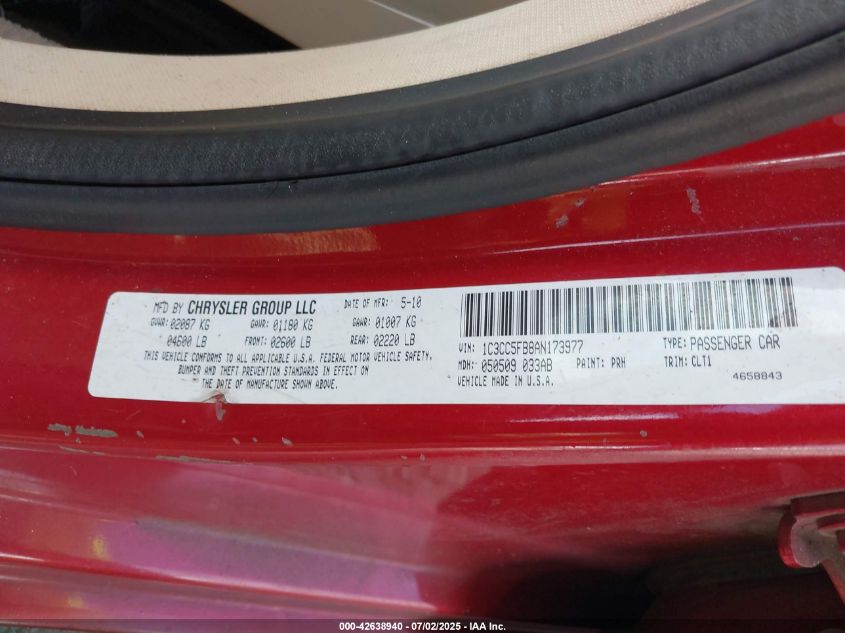 MFD BY CHRYSLER GROUP LLC DATE OF MFR: 5-10
GVWR: 02087 KG GAWR: 01180 KG GAWR: 01007 KG
04600 LB FRONT: 02600 LB REAR: 02220 LB
THIS VEHICLE CONFORMS TO ALL APPLICABLE U.S.A. FEDERAL MOTOR VEHICLE SAFETY,
BUMPER AND THEFT PREVENTION STANDARDS IN EFFECT ON
THE DATE OF MANUFACTURE SHOWN ABOVE.
VIN: 1C3CC5FB8AN173977 TYPE: PASSENGER CAR
MDH: 050509 033AB PAINT: PRH TRIM: CLT1
VEHICLE MADE IN U.S.A. 4658843
000-42638940 - 07/02/2025 - IAA Inc.